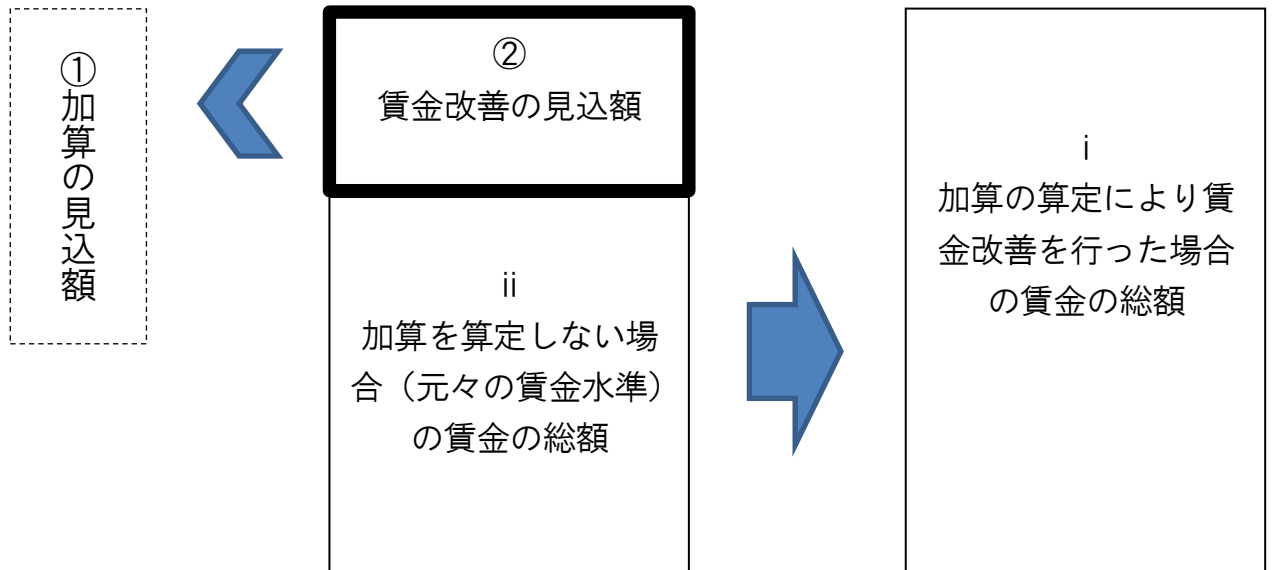 ①加算の見込額
②
賃金改善の見込額
ⅱ
加算を算定しない場
合（元々の賃金水準）
の賃金の総額
ⅰ
加算の算定により賃
金改善を行った場合
の賃金の総額